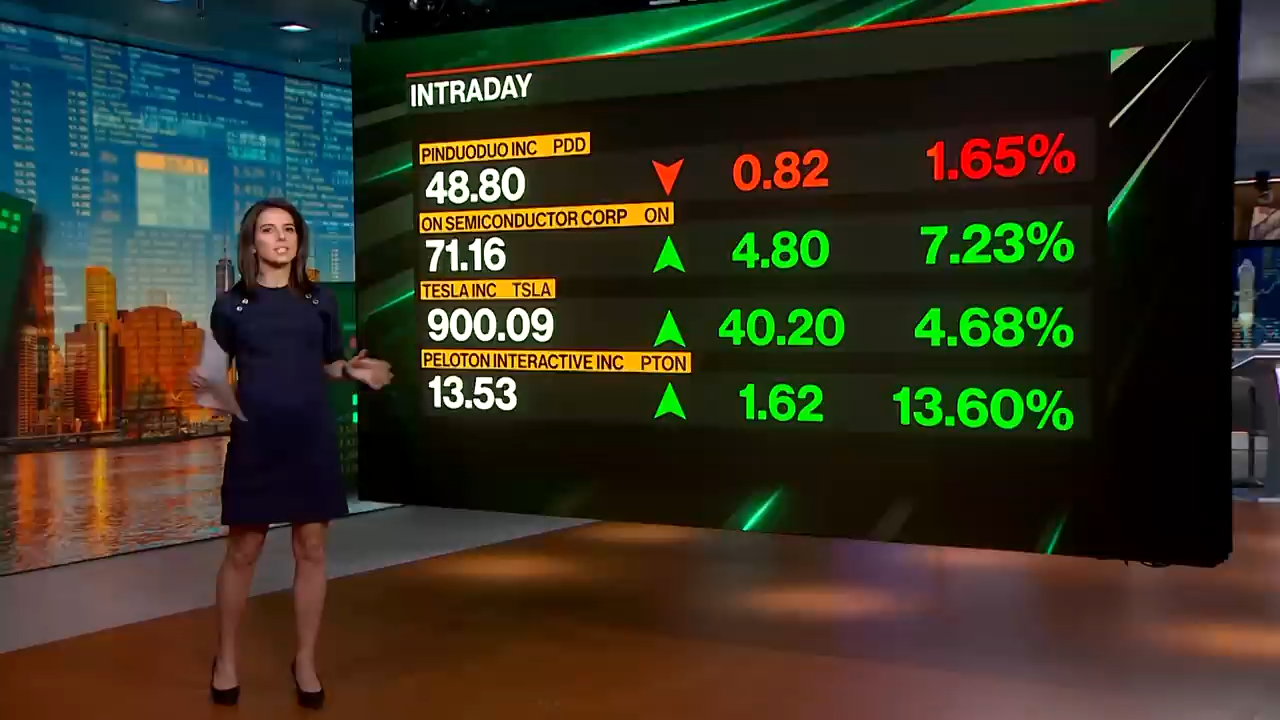 INTRADAY
PINDUODUO INC PDD
48.80 0.82 1.65%
ON SEMICONDUCTOR CORP ON
71.16 4.80 7.23%
TESLA INC TSLA
900.09 40.20 4.68%
PELOTON INTERACTIVE INC PTON
13.53 1.62 13.60%